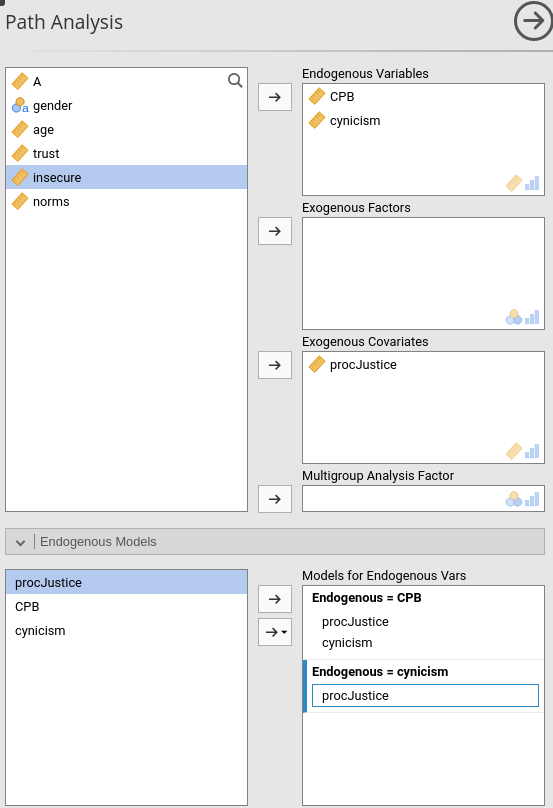 Path Analysis
A
a gender
age
trust
insecure
norms
Endogenous Variables
CPB
cynicism
Exogenous Factors
Exogenous Covariates
procJustice
Multigroup Analysis Factor
Endogenous Models
procJustice
CPB
cynicism
Models for Endogenous Vars
Endogenous = CPB
procJustice
cynicism
Endogenous = cynicism
procJustice